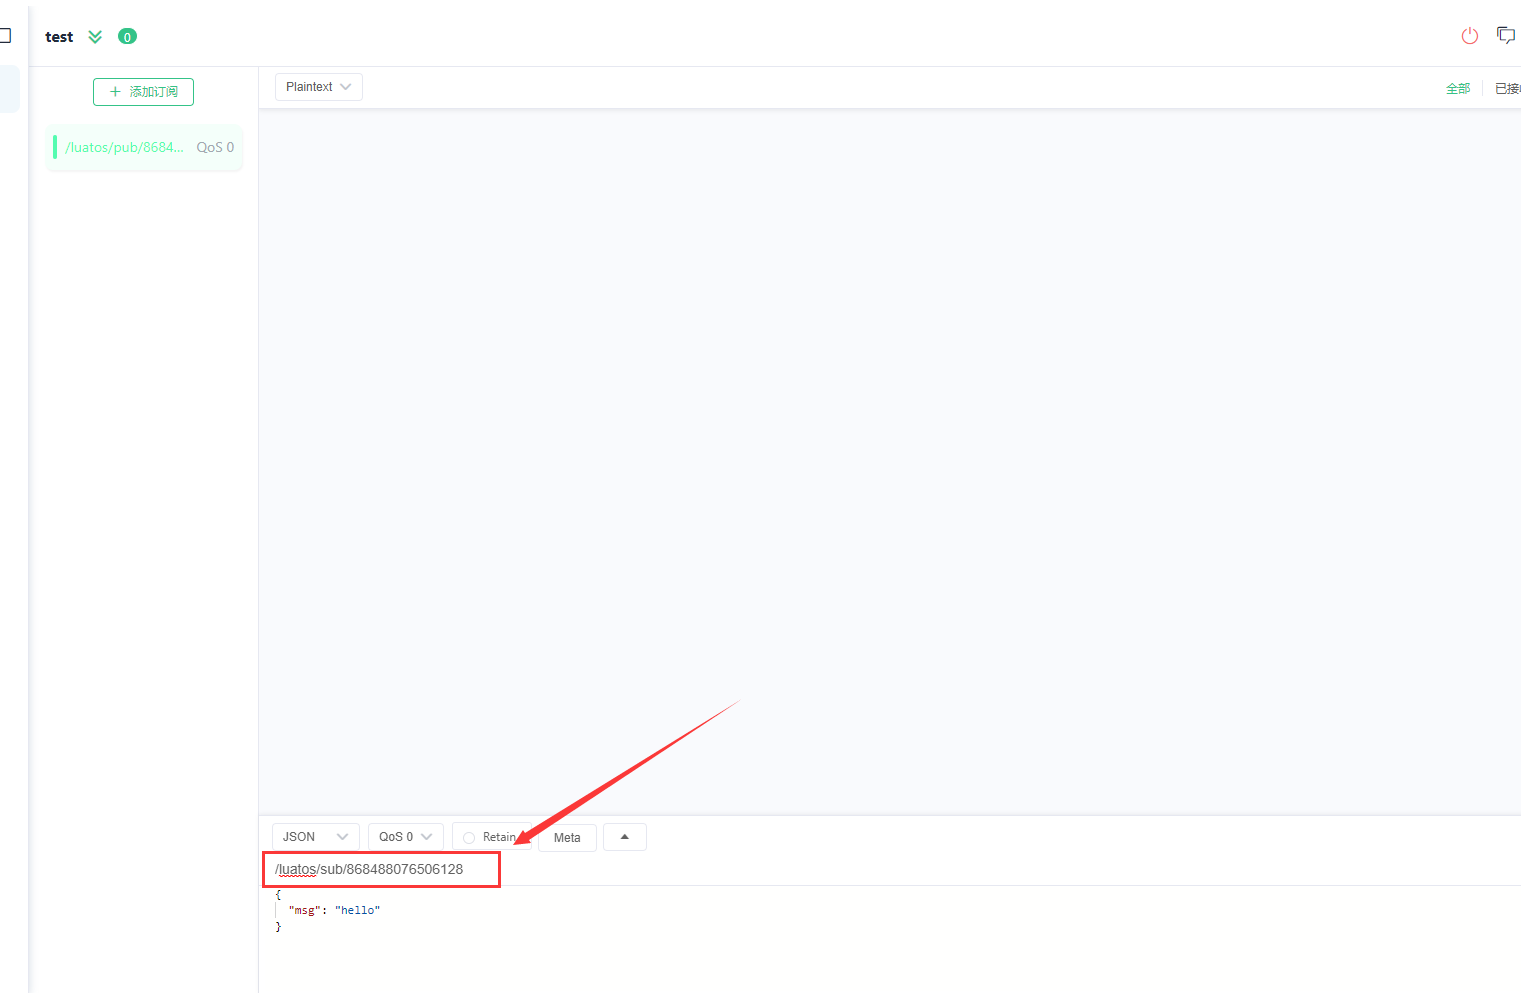 test 0
添加订阅
Plaintext
全部 已接
/luatos/pub/8684... QoS 0
JSON QoS 0 Retain Meta
/luatos/sub/868488076506128
{
"msg": "hello"
}